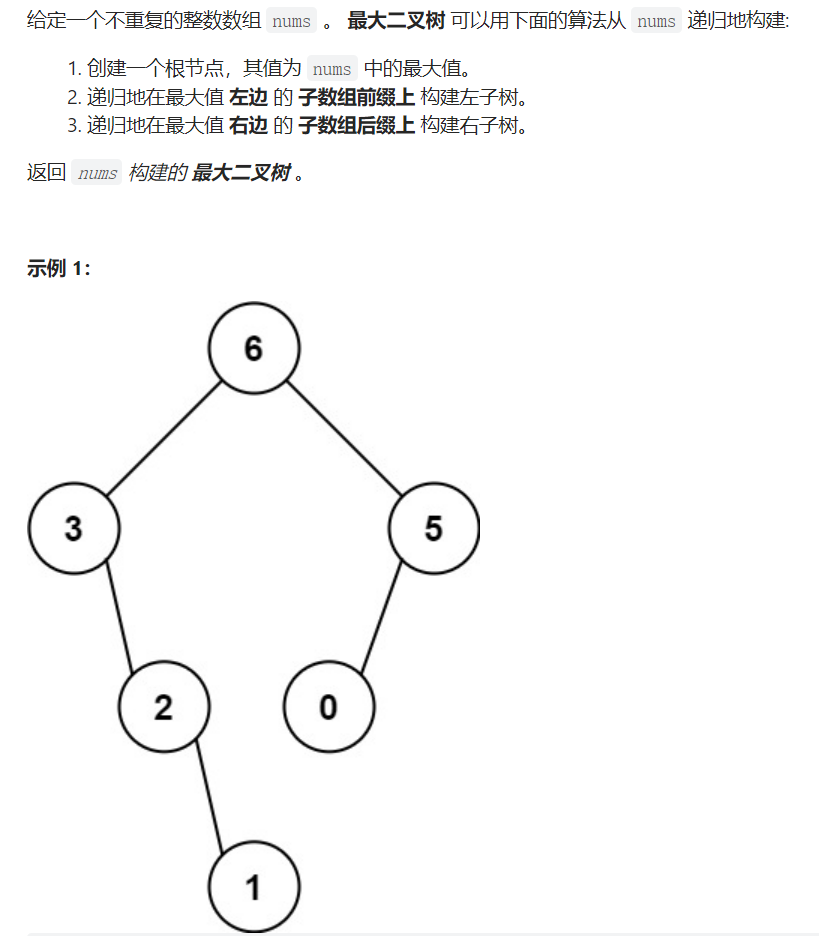 给定一个不重复的整数数组 nums 。 最大二叉树 可以用下面的算法从 nums 递归地构建:
1. 创建一个根节点，其值为 nums 中的最大值。
2. 递归地在最大值 左边 的 子数组前缀上 构建左子树。
3. 递归地在最大值 右边 的 子数组后缀上 构建右子树。
返回 nums 构建的 最大二叉树 。
示例 1：
6
3
5
2
0
1